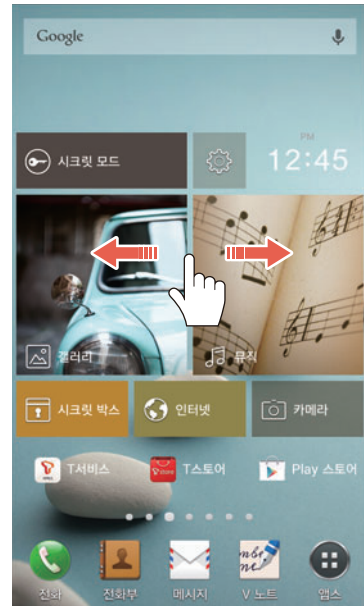 Google
시크릿 모드
PM
12:45
갤러리
뮤직
시크릿 박스
인터넷
카메라
T서비스
T스토어
Play 스토어
전화
전화부
메시지
V 노트
앱스